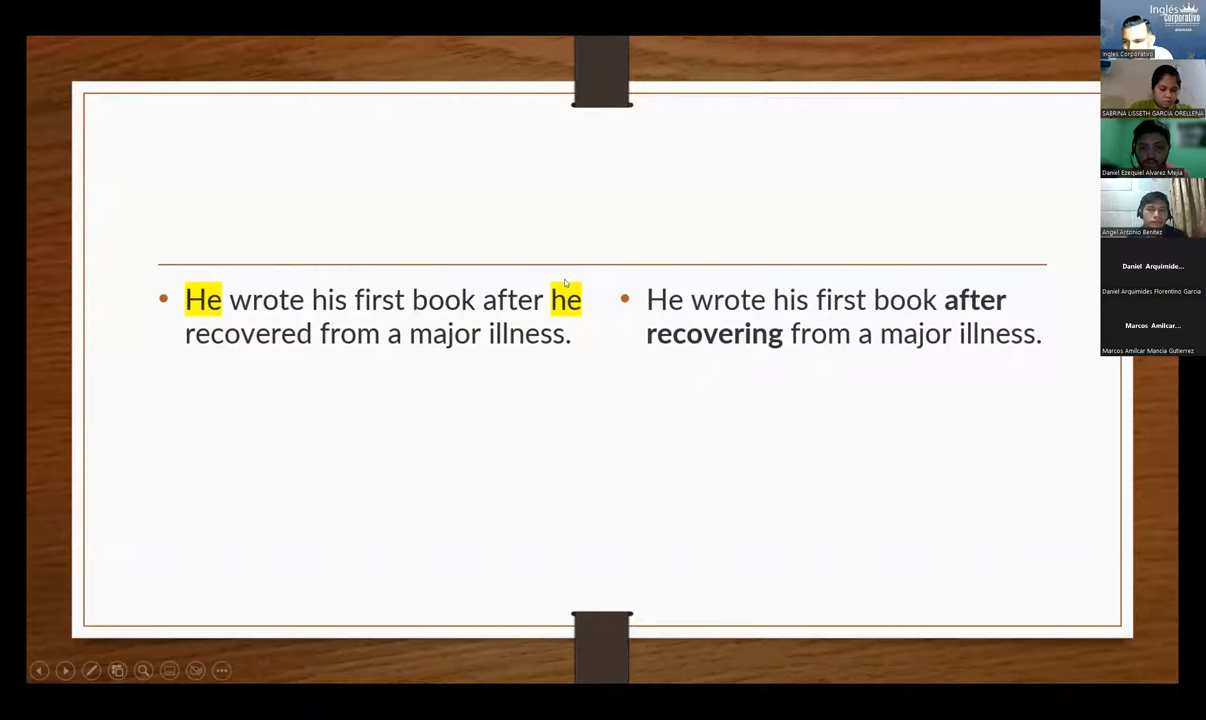 He wrote his first book after he
recovered from a major illness.
He wrote his first book after
recovering from a major illness.
Inglés
Corporativo
Ingles Corporativo
SABRINA LISSETH GARCIA ORELLENA
Daniel Ezequiel Alvarez Mejia
Angel Antonio Benitez
Daniel Arquimide...
Daniel Arquimides Florentino Garcia
Marcos Amilcar...
Marcos Amilcar Mancia Gutierrez